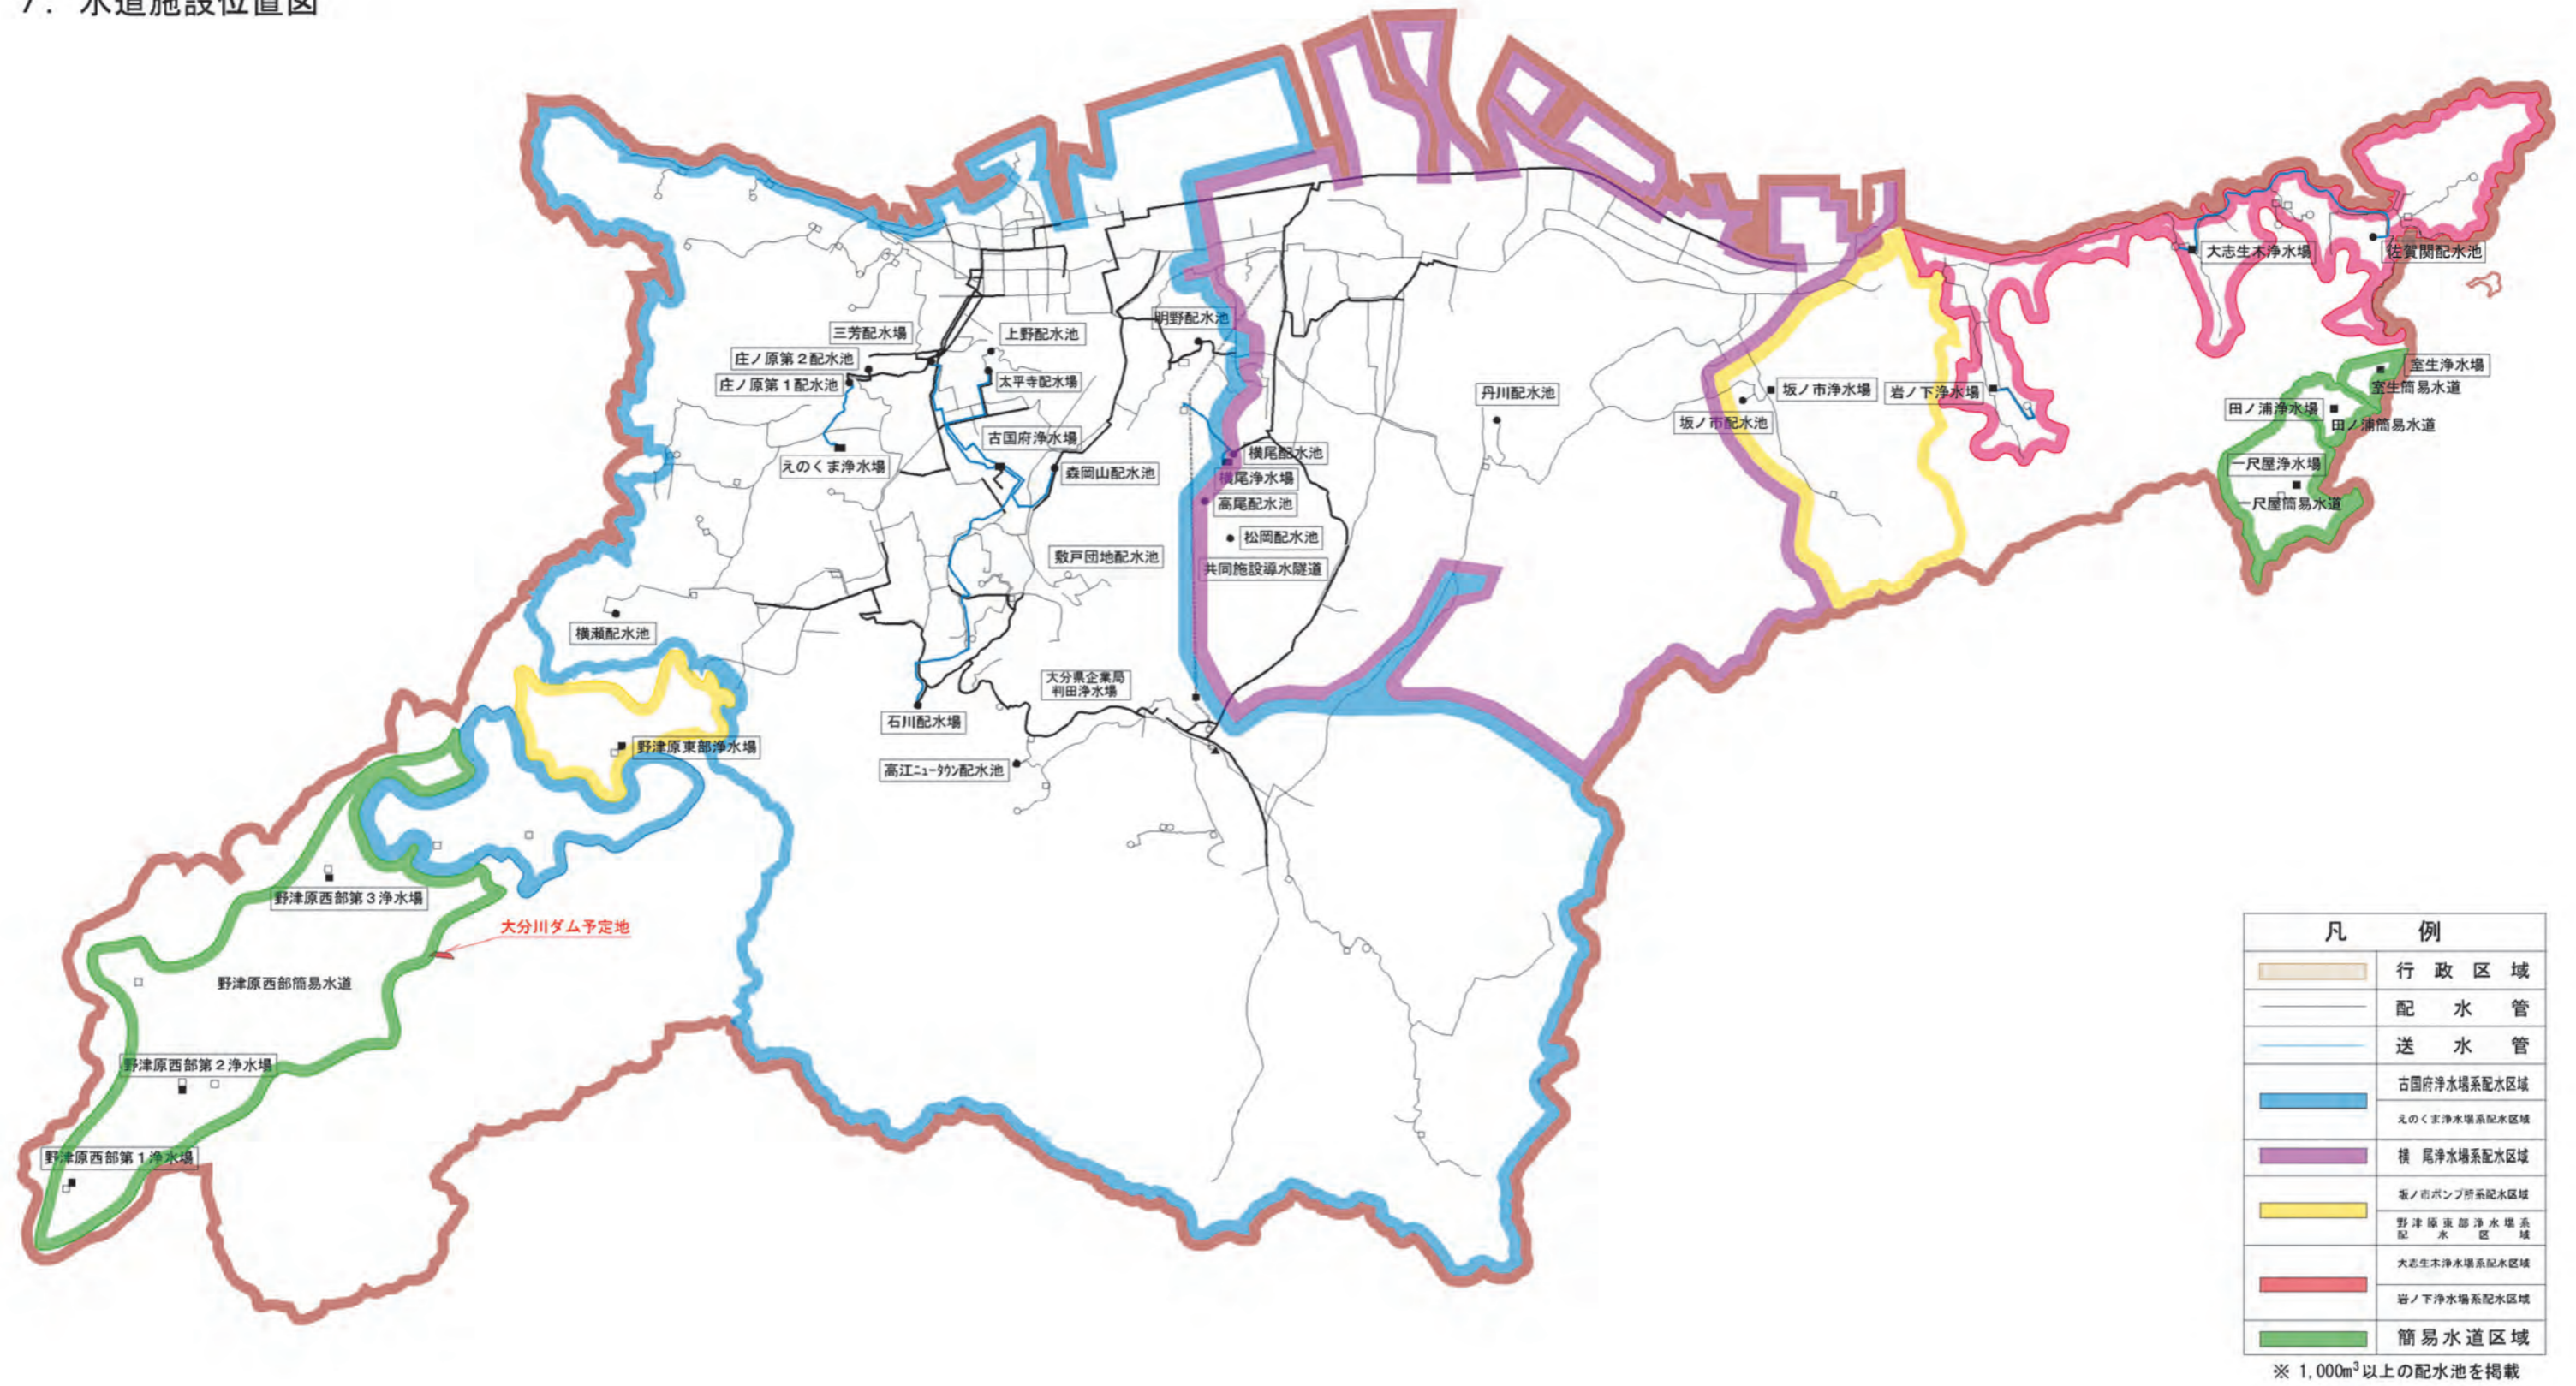 7. 水道施設位置図
三芳配水場
上野配水池
明野配水池
庄ノ原第2配水池
庄ノ原第1配水池
太平寺配水場
えのくま浄水場
古国府浄水場
森岡山配水池
敷戸団地配水池
横瀬配水池
石川配水場
大分県企業局
判田浄水場
高江ニュータウン配水池
横尾配水池
横尾浄水場
高尾配水池
松岡配水池
共同施設導水隧道
丹川配水池
坂ノ市浄水場
坂ノ市配水池
岩ノ下浄水場
大志生木浄水場
佐賀関配水池
室生浄水場
室生簡易水道
田ノ浦浄水場
田ノ浦簡易水道
一尺屋浄水場
一尺屋簡易水道
野津原東部浄水場
野津原西部第3浄水場
大分川ダム予定地
野津原西部簡易水道
野津原西部第2浄水場
野津原西部第1浄水場
凡 例
行政区域
配水管
送水管
古国府浄水場系配水区域
えのくま浄水場系配水区域
横 尾浄水場系配水区域
坂ノ市ポンプ所系配水区域
野津原東部浄水場系
配水区域
大志生木浄水場系配水区域
岩ノ下浄水場系配水区域
簡易水道区域
※ 1,000m³以上の配水池を掲載